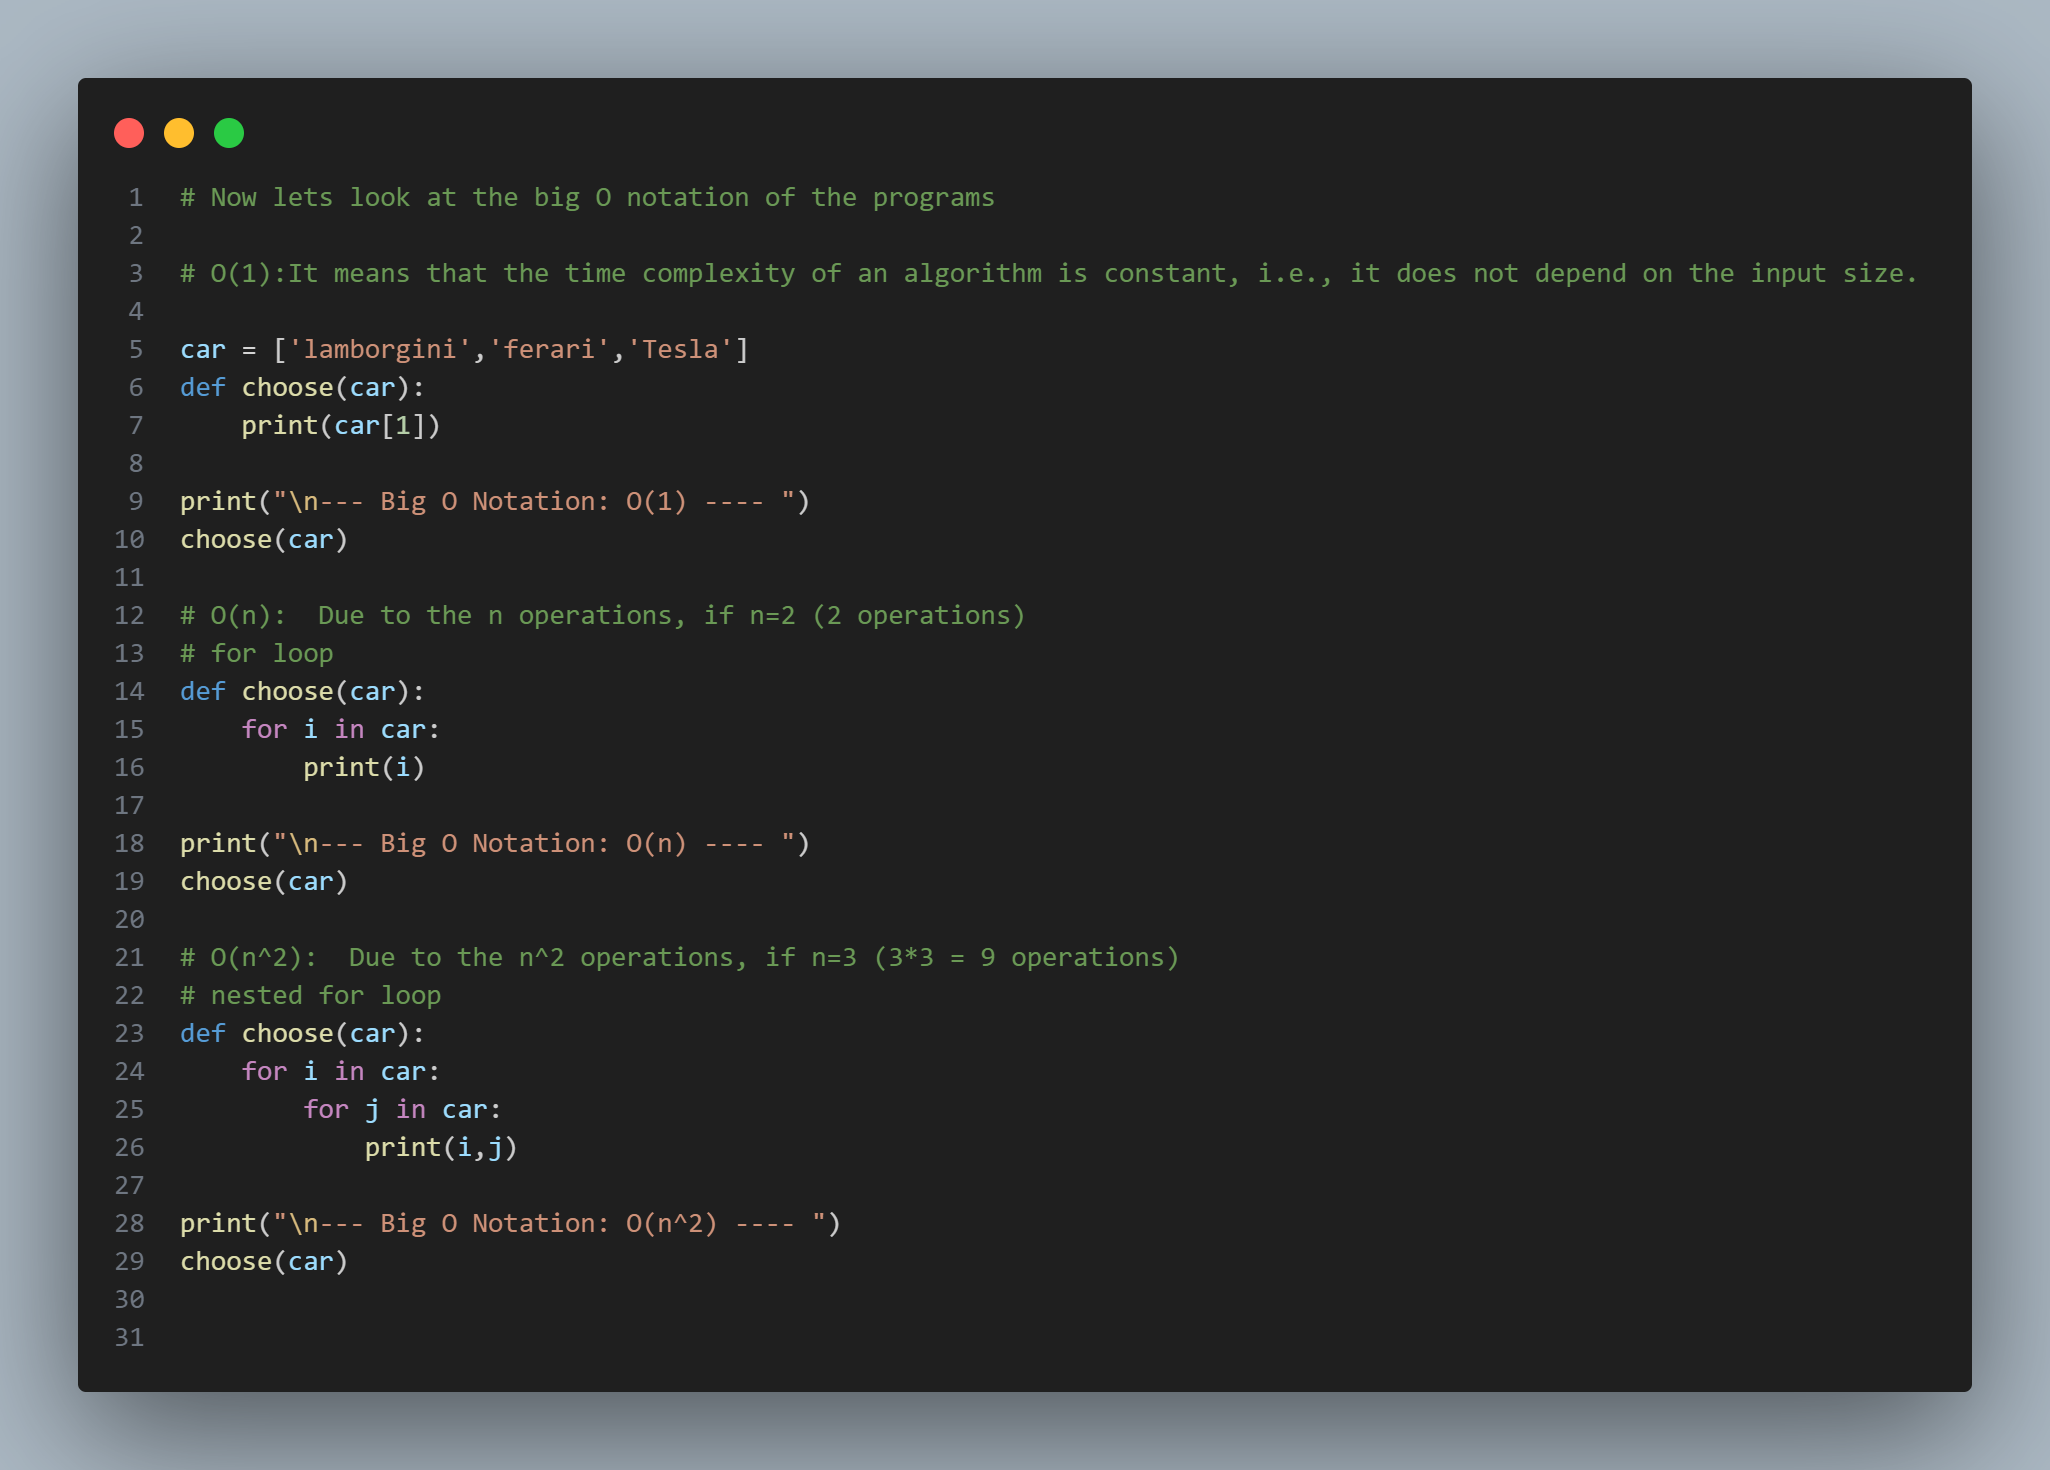 1 # Now lets look at the big O notation of the programs
2
3 # O(1):It means that the time complexity of an algorithm is constant, i.e., it does not depend on the input size.
4
5 car = ['lamborgini','ferari','Tesla']
6 def choose(car):
7     print(car[1])
8
9 print("\n--- Big O Notation: O(1) ---- ")
10 choose(car)
11
12 # O(n):  Due to the n operations, if n=2 (2 operations)
13 # for loop
14 def choose(car):
15     for i in car:
16         print(i)
17
18 print("\n--- Big O Notation: O(n) ---- ")
19 choose(car)
20
21 # O(n^2):  Due to the n^2 operations, if n=3 (3*3 = 9 operations)
22 # nested for loop
23 def choose(car):
24     for i in car:
25         for j in car:
26             print(i,j)
27
28 print("\n--- Big O Notation: O(n^2) ---- ")
29 choose(car)
30
31